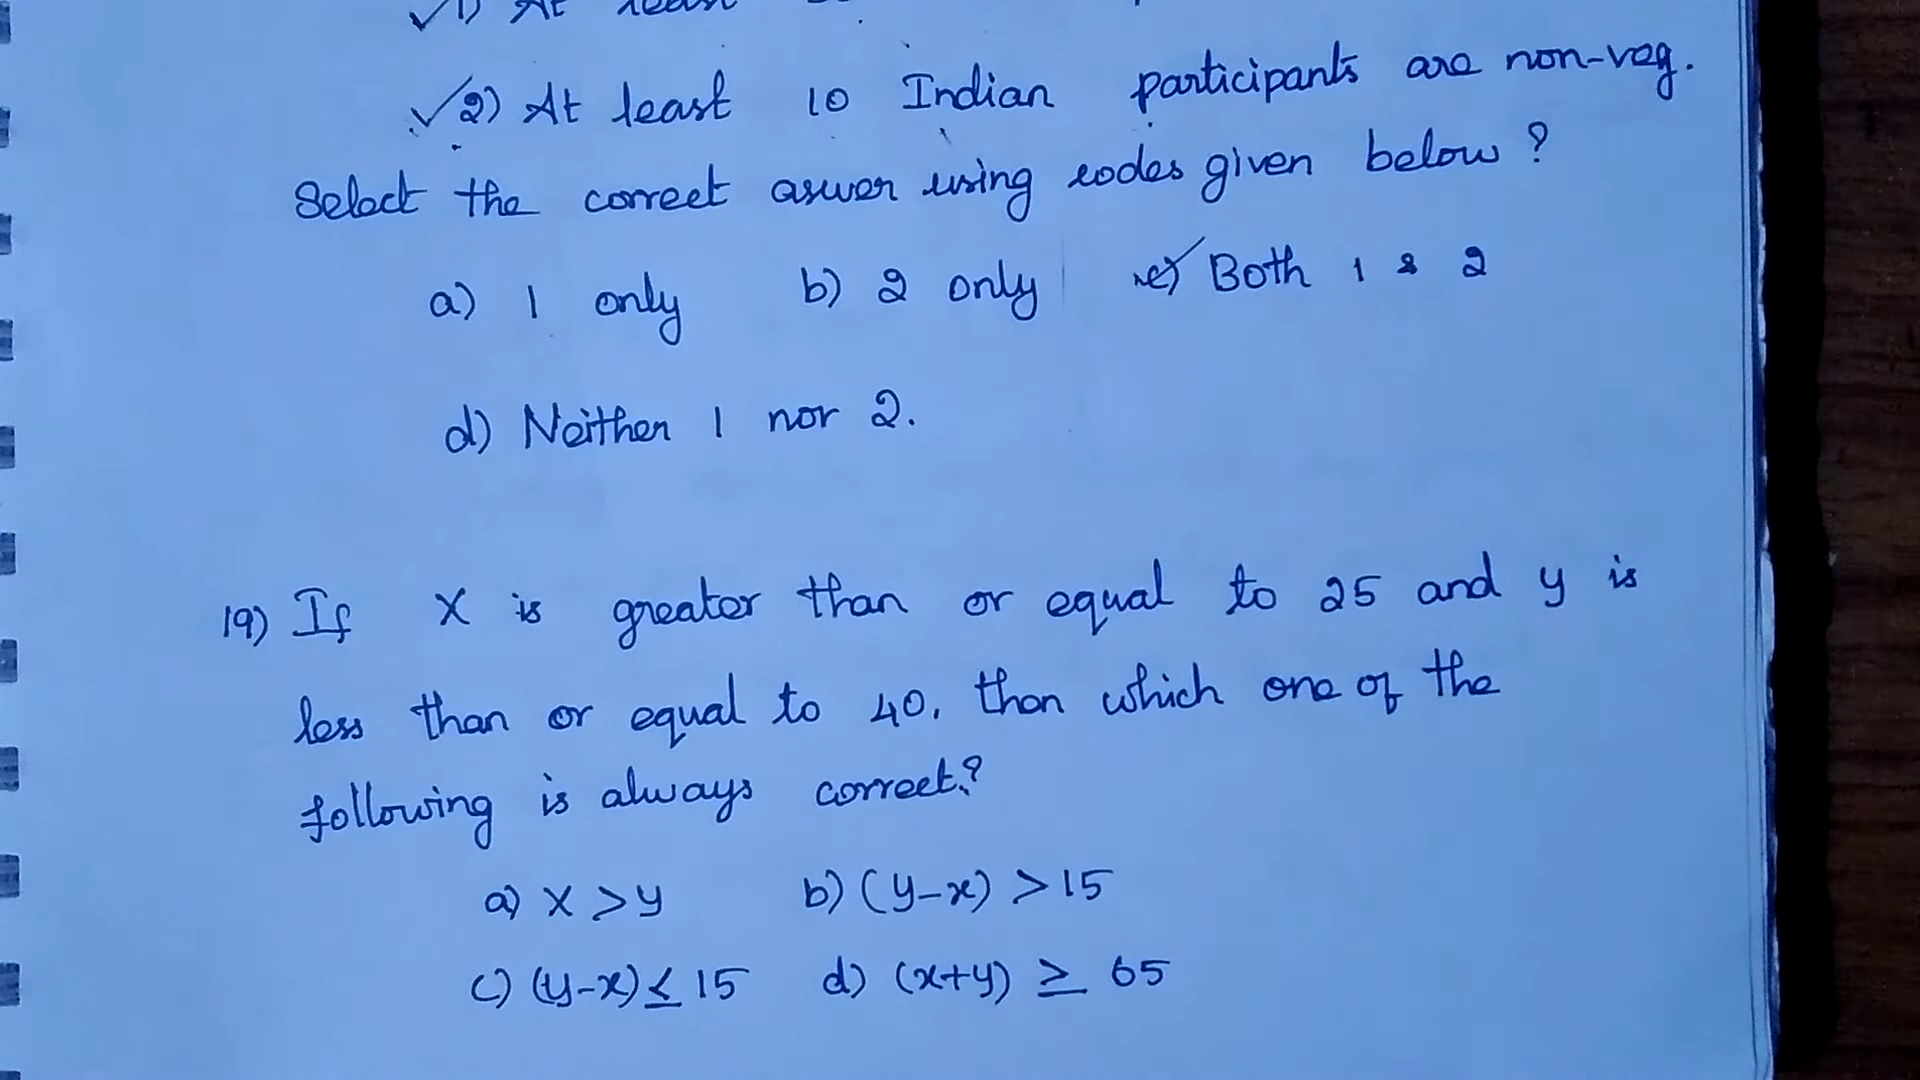 ✓1) At least
✓2) At least 10 Indian participants are non-veg.
Select the correct aswer using codes given below?
a) 1 only b) 2 only ✓c) Both 1 & 2
d) Neither 1 nor 2.
19) If X is greater than or equal to 25 and y is
less than or equal to 40, then which one of the
following is always correct?
a) X > y b) (y-x) > 15
c) (y-x) ≤ 15 d) (x+y) ≥ 65